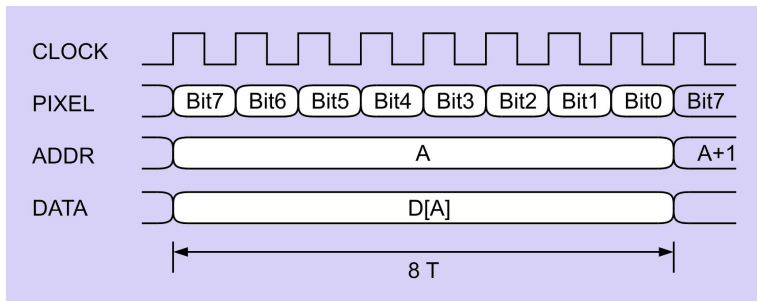 CLOCK
PIXEL Bit7 Bit6 Bit5 Bit4 Bit3 Bit2 Bit1 Bit0 Bit7
ADDR A A+1
DATA D[A]
8 T